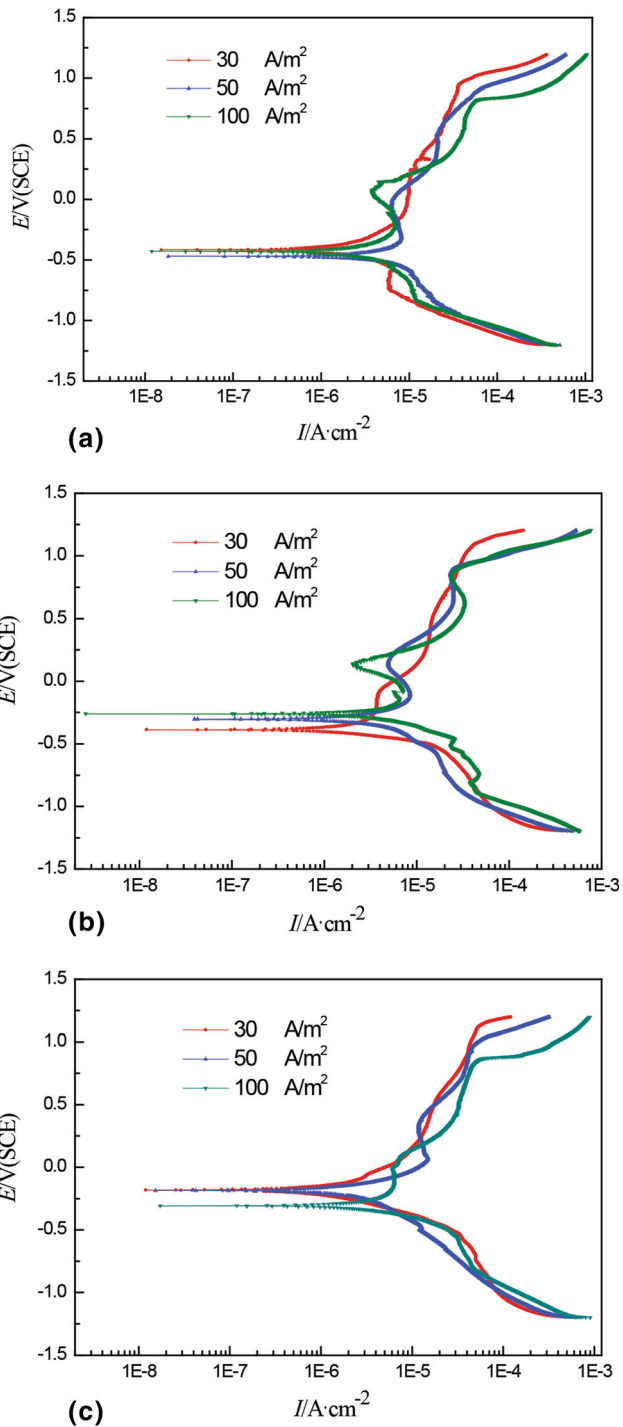 1.5
1.0
0.5
0.0
-0.5
-1.0
-1.5
E/V(SCE)
30 A/m²
50 A/m²
100 A/m²
1E-8 1E-7 1E-6 1E-5 1E-4 1E-3
I/A·cm⁻²
(a)
1.5
1.0
0.5
0.0
-0.5
-1.0
-1.5
E/V(SCE)
30 A/m²
50 A/m²
100 A/m²
1E-8 1E-7 1E-6 1E-5 1E-4 1E-3
I/A·cm⁻²
(b)
1.5
1.0
0.5
0.0
-0.5
-1.0
-1.5
E/V(SCE)
30 A/m²
50 A/m²
100 A/m²
1E-8 1E-7 1E-6 1E-5 1E-4 1E-3
I/A·cm⁻²
(c)